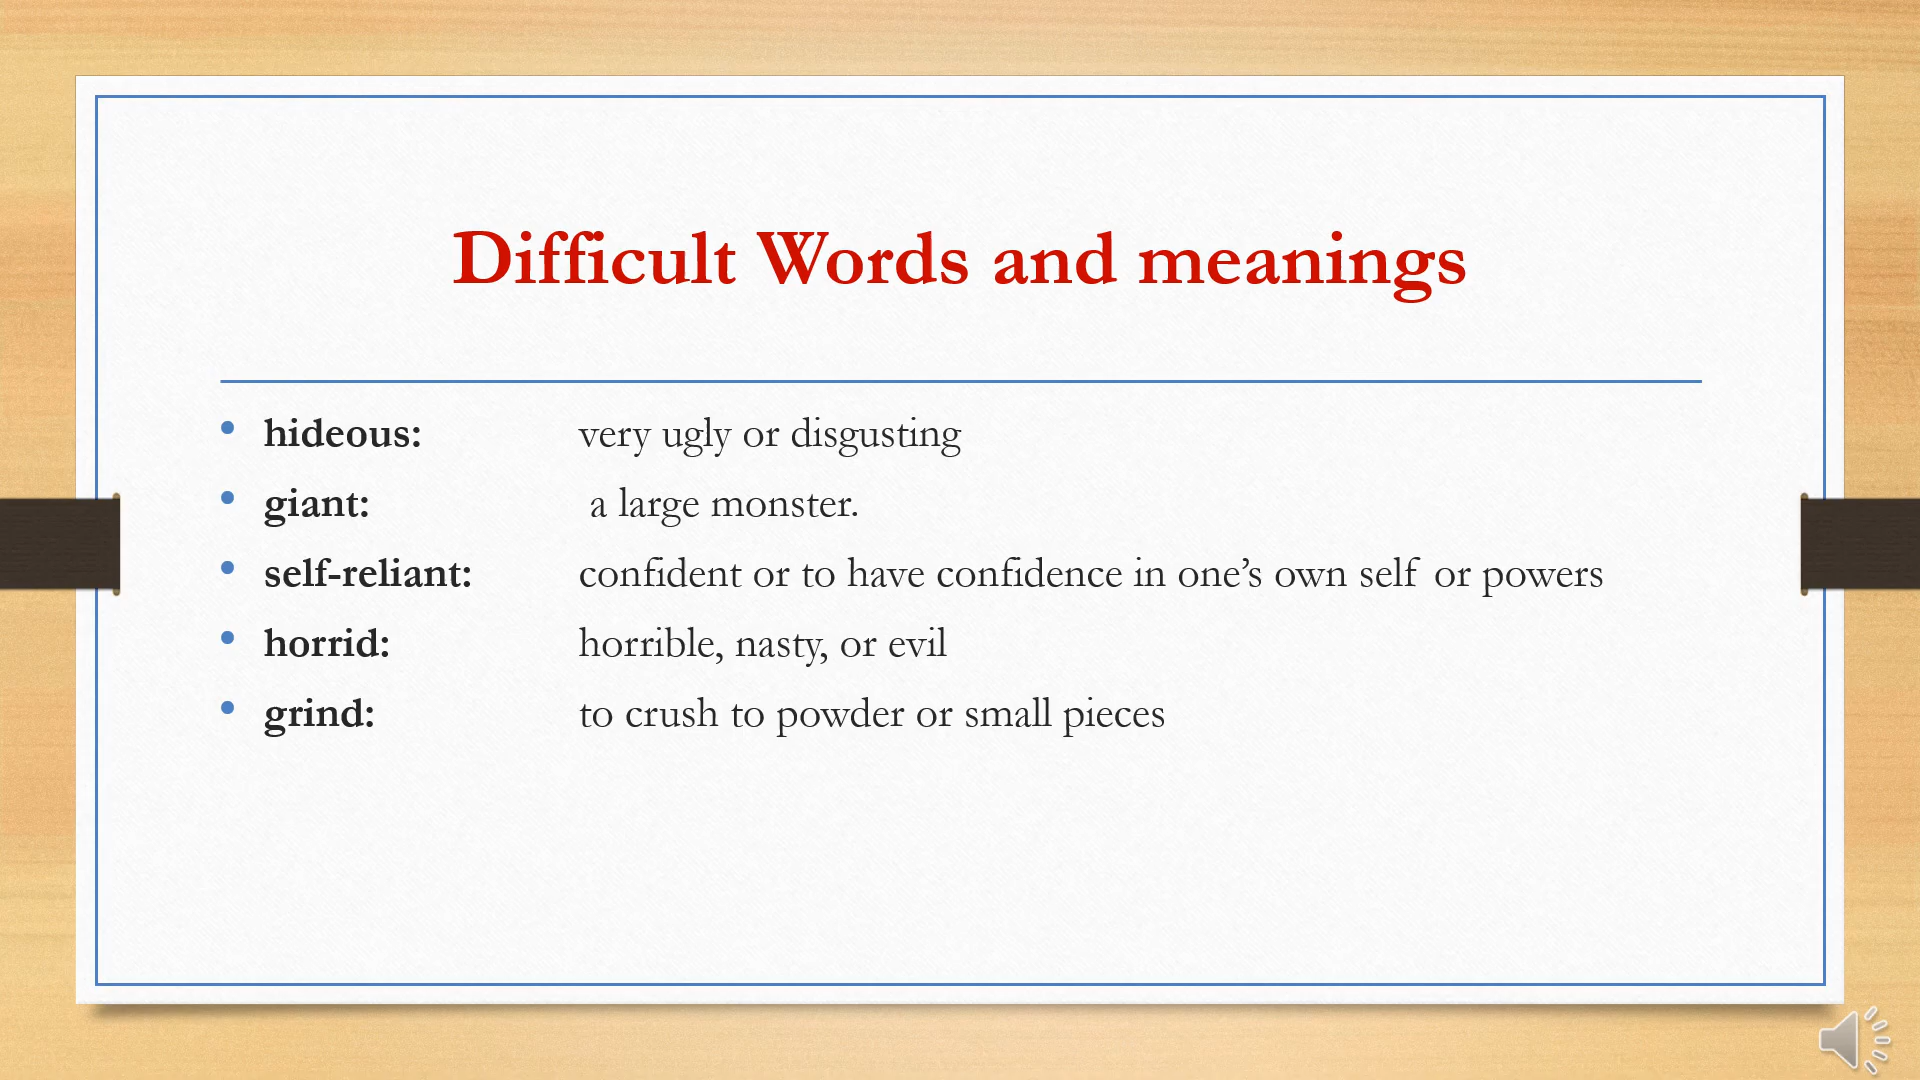 Difficult Words and meanings
• hideous: very ugly or disgusting
• giant: a large monster.
• self-reliant: confident or to have confidence in one’s own self or powers
• horrid: horrible, nasty, or evil
• grind: to crush to powder or small pieces